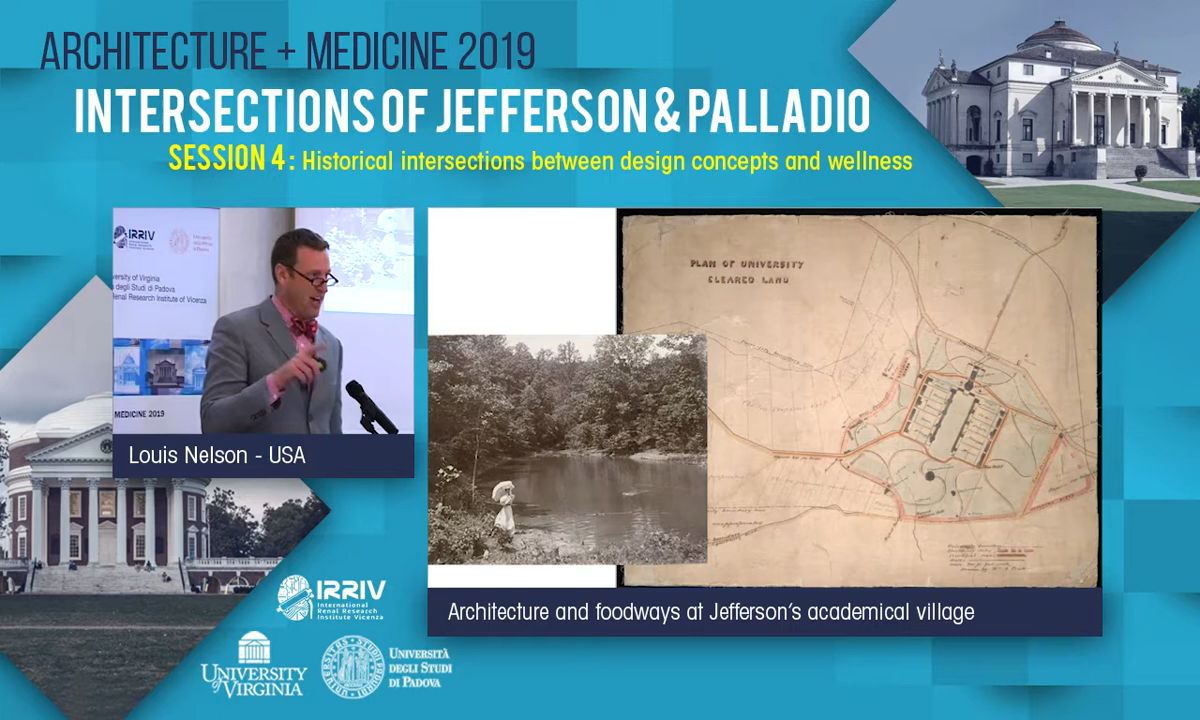 ARCHITECTURE + MEDICINE 2019
INTERSECTIONS OF JEFFERSON & PALLADIO
SESSION 4: Historical intersections between design concepts and wellness
IRRIV
versity of Virginia
degli Studi di Padova
Renal Research Institute of Vicenza
MEDICINE 2019
Louis Nelson - USA
PLAN OF UNIVERSITY
CLEARED LAND
Architecture and foodways at Jefferson's academical village
IRRIV
International
Renal Research
Institute Vicenza
UNIVERSITY
of VIRGINIA
UNIVERSITÀ
DEGLI STUDI
DI PADOVA